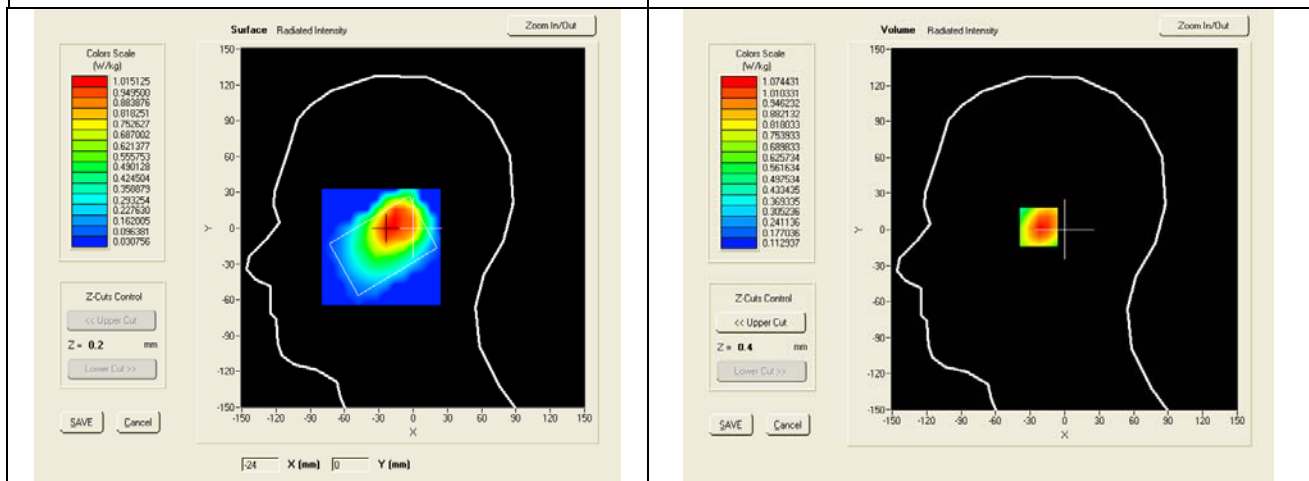 Surface Radiated Intensity
Zoom In/Out
Colors Scale
(W/kg)
1.015125
0.949500
0.883876
0.818251
0.752627
0.687002
0.621377
0.555753
0.490128
0.424504
0.358879
0.293254
0.227630
0.162005
0.096381
0.030756
Z-Cuts Control
<< Upper Cut
Z = 0.2 mm
Lower Cut >>
SAVE
Cancel
150
120
90
60
30
0
-30
-60
-90
-120
-150
Y
-150 -120 -90 -60 -30 0 30 60 90 120 150
X
-24 X (mm) 0 Y (mm)
Volume Radiated Intensity
Zoom In/Out
Colors Scale
(W/kg)
1.074431
1.010331
0.946232
0.882132
0.818033
0.753933
0.689833
0.625734
0.561634
0.497534
0.433435
0.369335
0.305236
0.241136
0.177036
0.112937
Z-Cuts Control
<< Upper Cut
Z = 0.4 mm
Lower Cut >>
SAVE
Cancel
150
120
90
60
30
0
-30
-60
-90
-120
-150
Y
-150 -120 -90 -60 -30 0 30 60 90 120 150
X